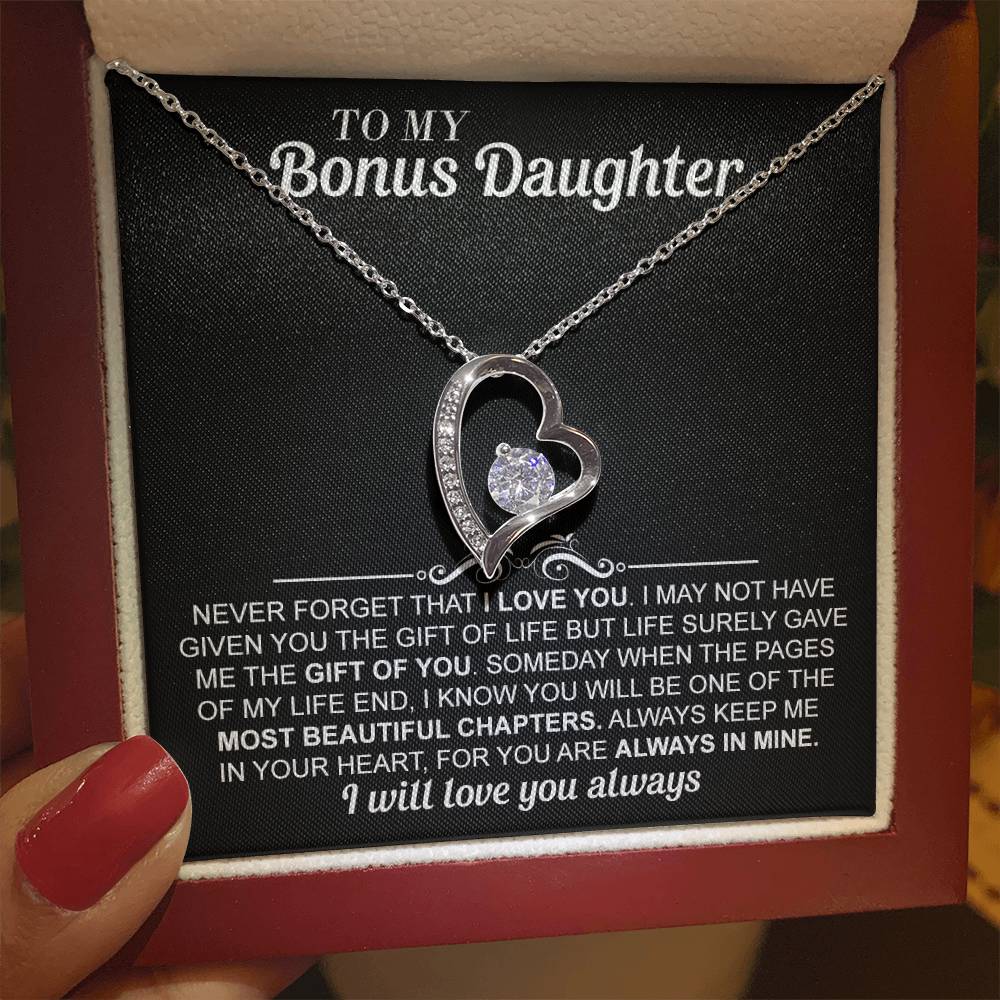 TO MY
Bonus Daughter
NEVER FORGET THAT I LOVE YOU. I MAY NOT HAVE
GIVEN YOU THE GIFT OF LIFE BUT LIFE SURELY GAVE
ME THE GIFT OF YOU. SOMEDAY WHEN THE PAGES
OF MY LIFE END, I KNOW YOU WILL BE ONE OF THE
MOST BEAUTIFUL CHAPTERS. ALWAYS KEEP ME
IN YOUR HEART, FOR YOU ARE ALWAYS IN MINE.
I will love you always